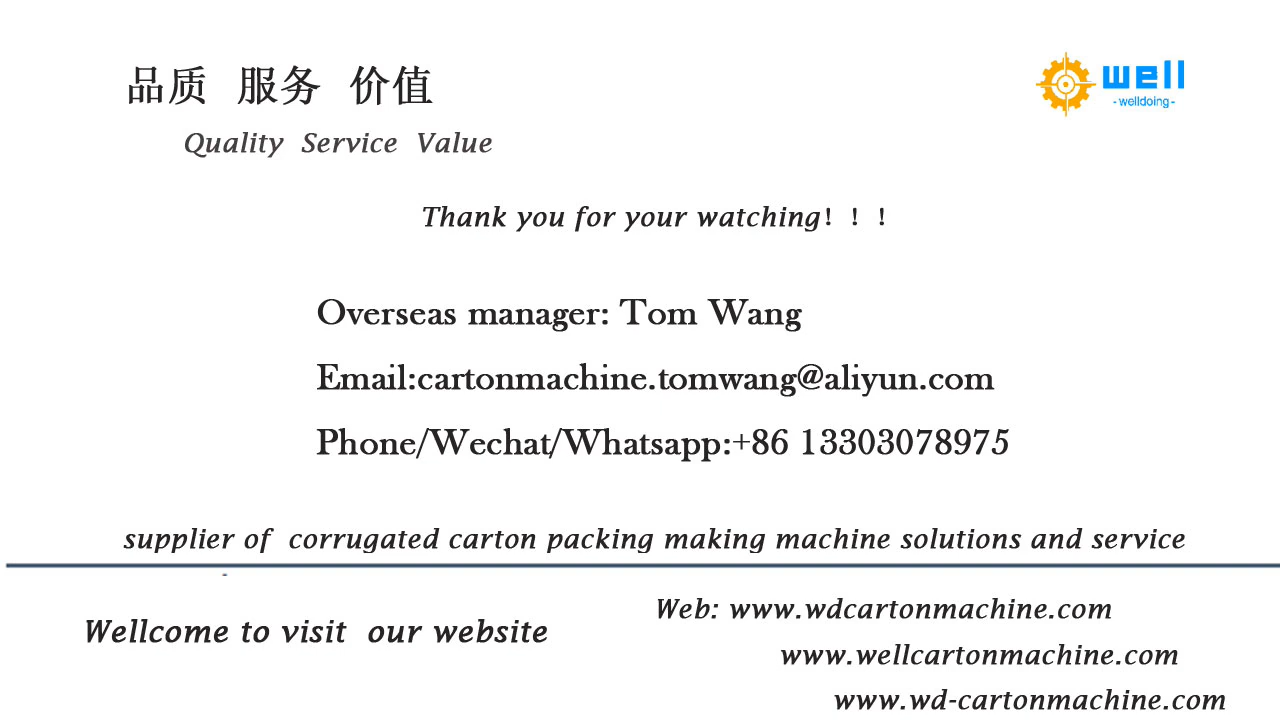 品质 服务 价值
well
-welldoing-
Quality Service Value
Thank you for your watching！！！
Overseas manager: Tom Wang
Email:cartonmachine.tomwang@aliyun.com
Phone/Wechat/Whatsapp:+86 13303078975
supplier of corrugated carton packing making machine solutions and service
Wellcome to visit our website
Web: www.wdcartonmachine.com
www.wellcartonmachine.com
www.wd-cartonmachine.com